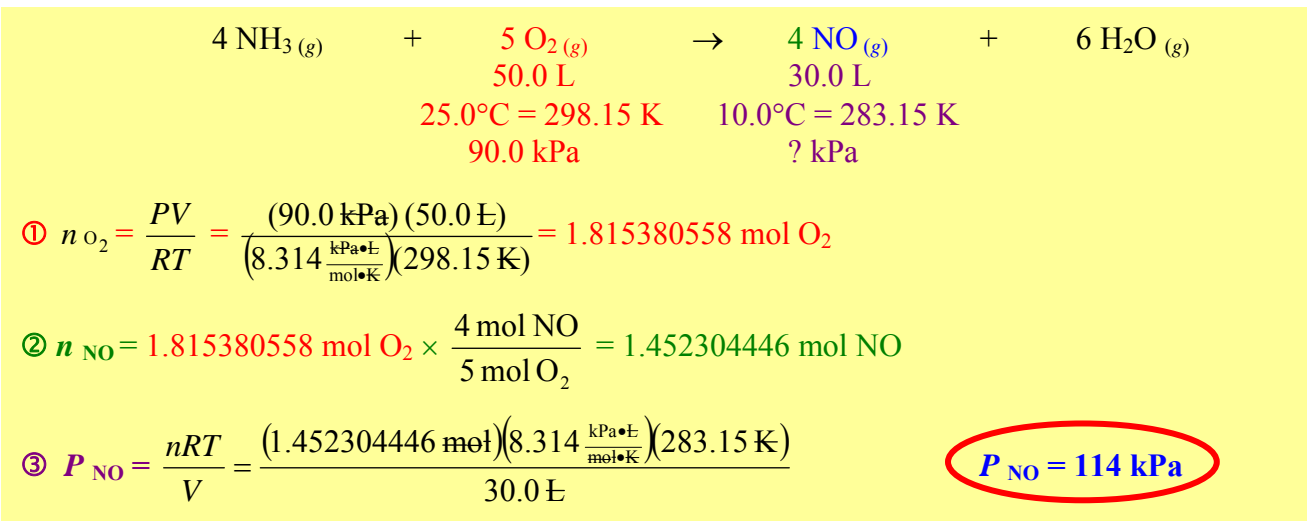 4 NH₃ (g) + 5 O₂ (g) → 4 NO (g) + 6 H₂O (g)
50.0 L 30.0 L
25.0°C = 298.15 K 10.0°C = 283.15 K
90.0 kPa ? kPa
① n O₂ = PV / RT = (90.0 kPa) (50.0 L) / (8.314 kPa•L / mol•K)(298.15 K) = 1.815380558 mol O₂
② n NO = 1.815380558 mol O₂ × 4 mol NO / 5 mol O₂ = 1.452304446 mol NO
③ P NO = nRT / V = (1.452304446 mol)(8.314 kPa•L / mol•K)(283.15 K) / 30.0 L P NO = 114 kPa